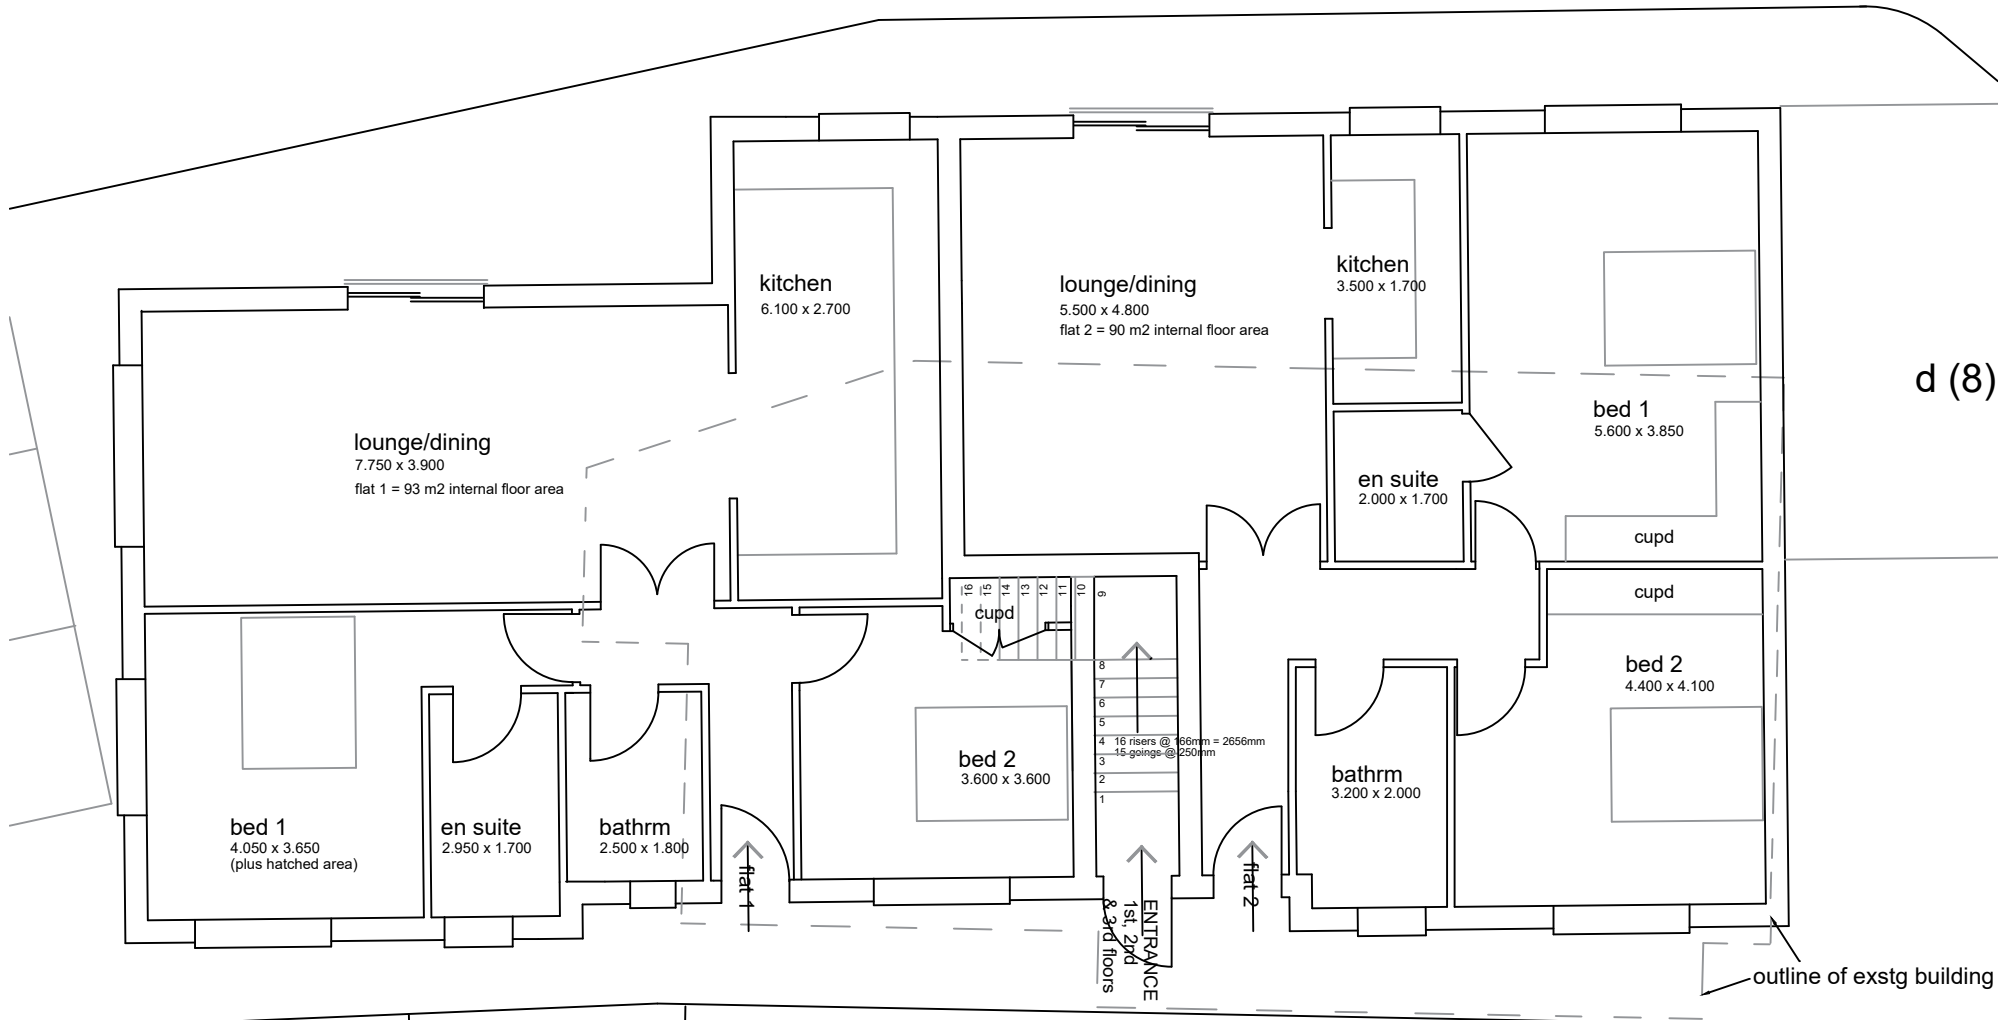 kitchen
6.100 x 2.700
lounge/dining
5.500 x 4.800
flat 2 = 90 m2 internal floor area
kitchen
3.500 x 1.700
d (8)
bed 1
5.600 x 3.850
lounge/dining
7.750 x 3.900
flat 1 = 93 m2 internal floor area
en suite
2.000 x 1.700
cupd
cupd
cupd
16
15
14
13
12
11
10
9
8
7
6
5
4
3
2
1
16 risers @ 166mm = 2656mm
15 goings @ 250mm
bed 2
4.400 x 4.100
bed 2
3.600 x 3.600
bathrm
3.200 x 2.000
bed 1
4.050 x 3.650
(plus hatched area)
en suite
2.950 x 1.700
bathrm
2.500 x 1.800
flat 1
flat 2
ENTRANCE
1st, 2nd
& 3rd floors
outline of exstg building